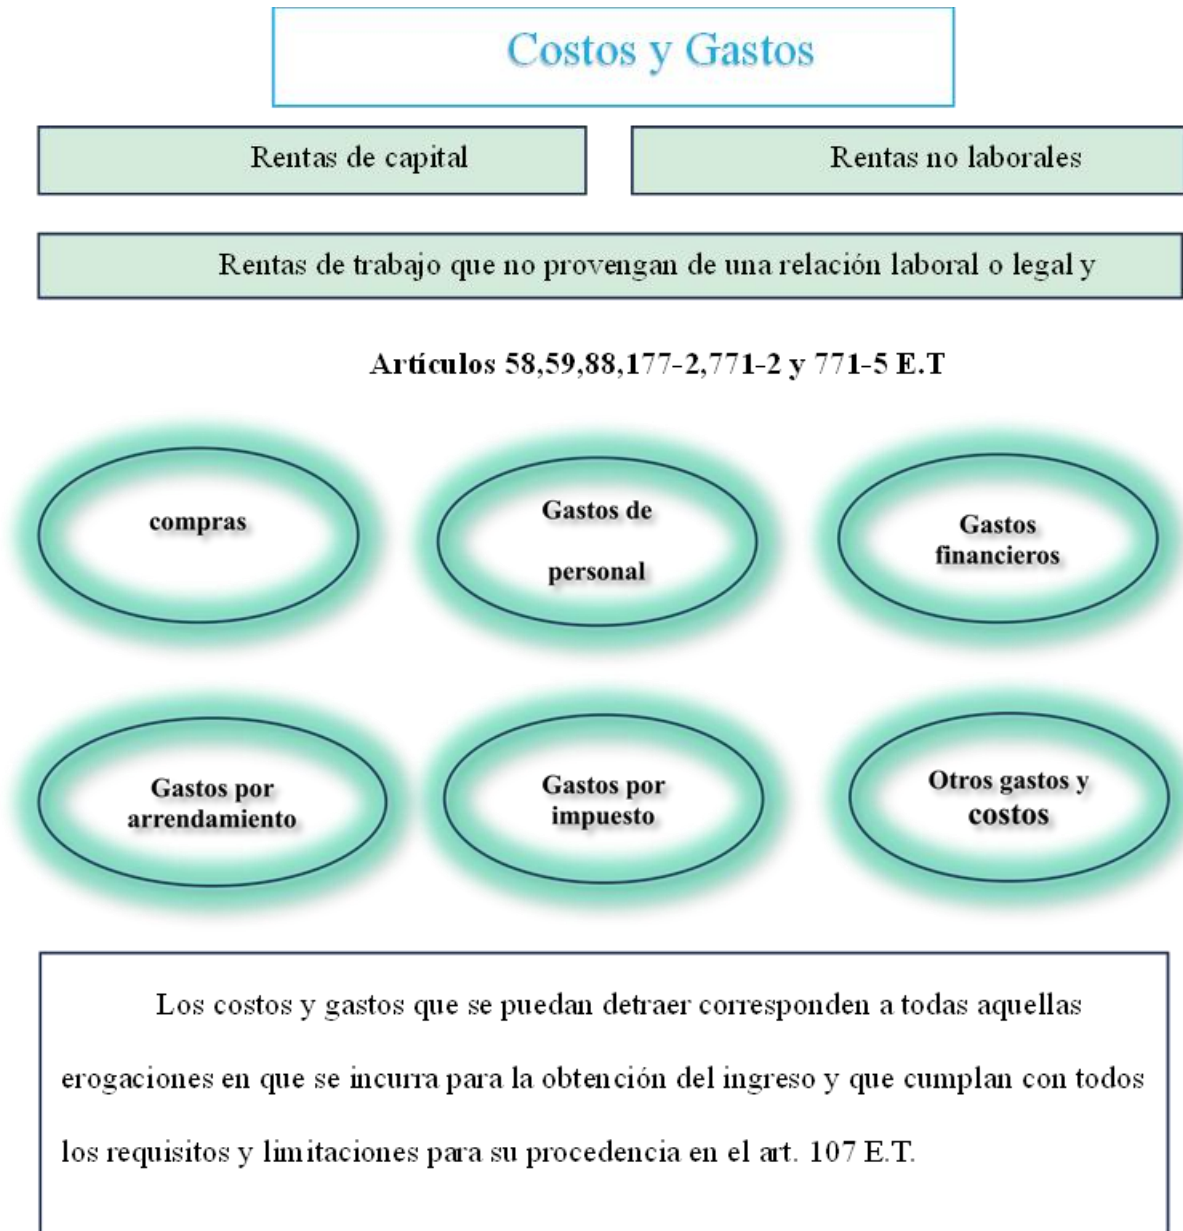 Costos y Gastos
Rentas de capital
Rentas no laborales
Rentas de trabajo que no provengan de una relación laboral o legal y
Artículos 58,59,88,177-2,771-2 y 771-5 E.T
compras
Gastos de
personal
Gastos
financieros
Gastos por
arrendamiento
Gastos por
impuesto
Otros gastos y
costos
Los costos y gastos que se puedan detraer corresponden a todas aquellas
erogaciones en que se incurra para la obtención del ingreso y que cumplan con todos
los requisitos y limitaciones para su procedencia en el art. 107 E.T.